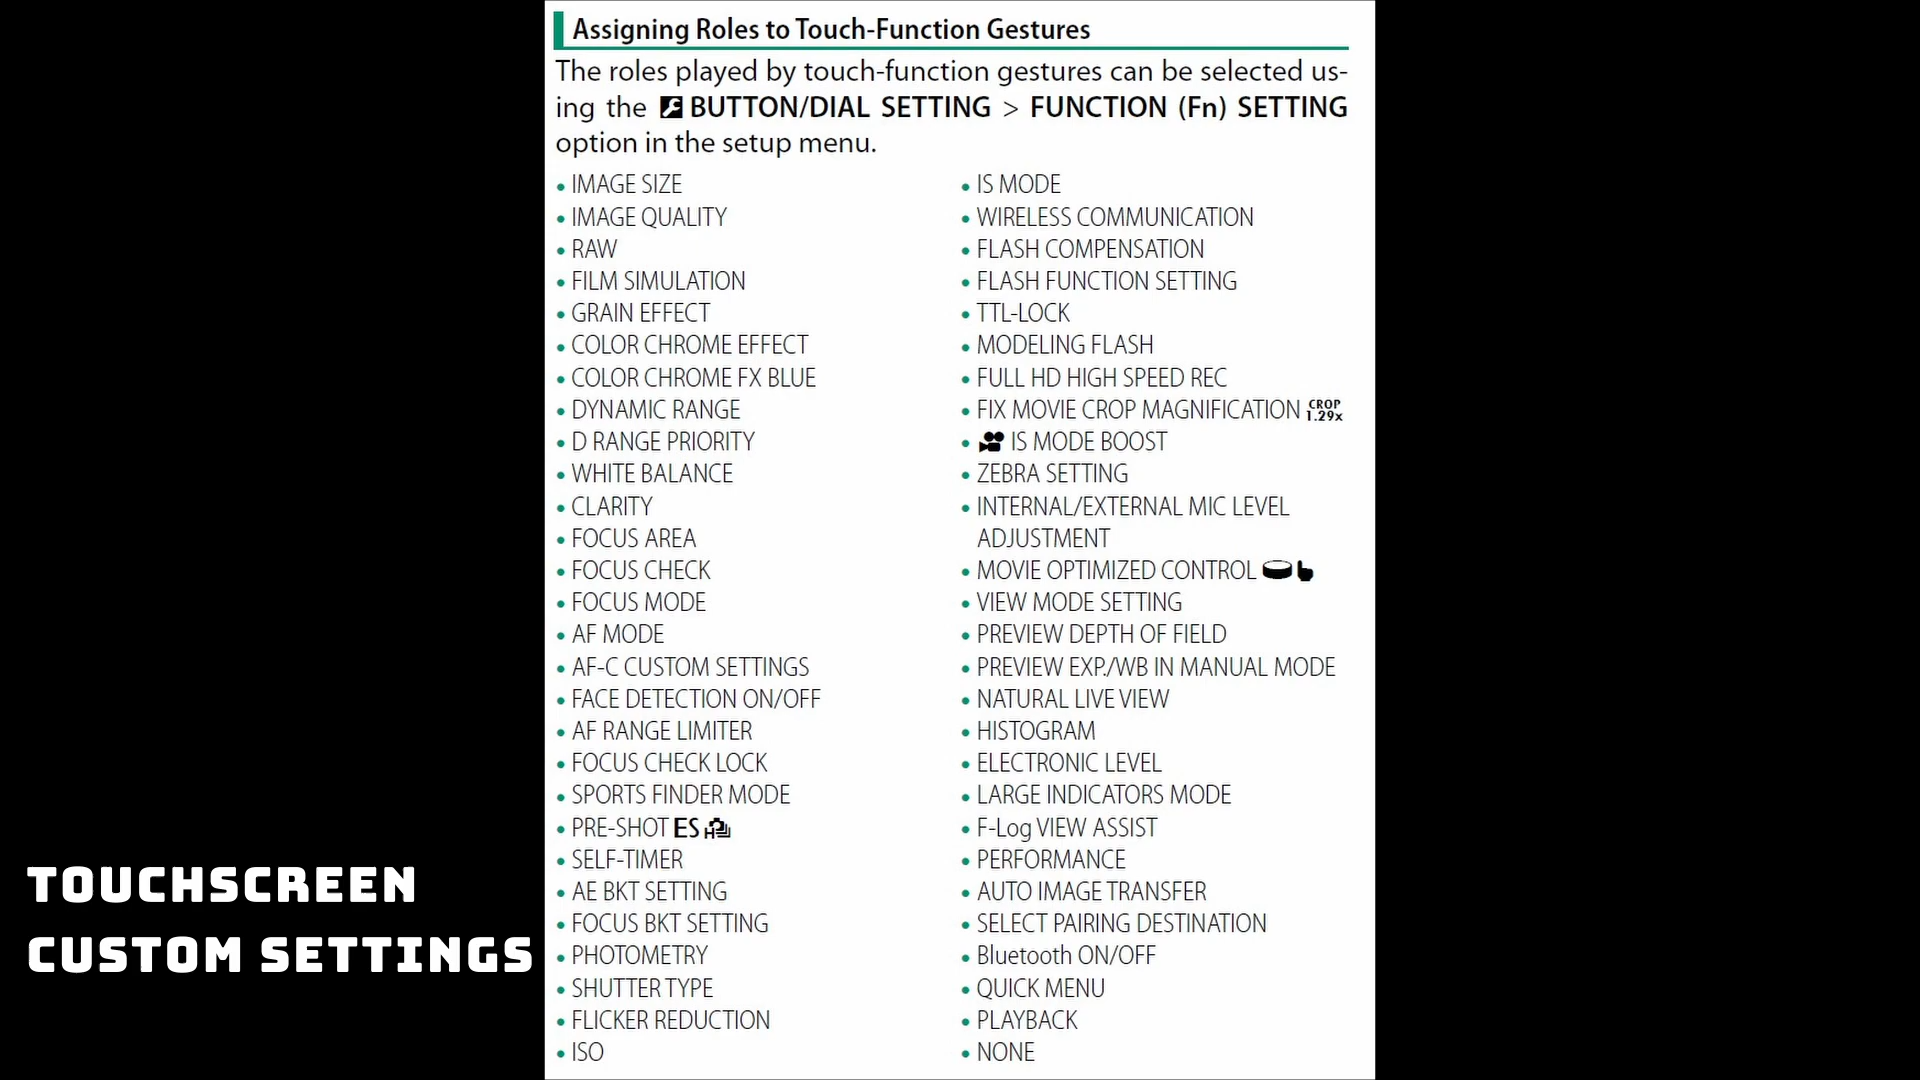 Assigning Roles to Touch-Function Gestures
The roles played by touch-function gestures can be selected us-
ing the BUTTON/DIAL SETTING > FUNCTION (Fn) SETTING
option in the setup menu.
• IMAGE SIZE
• IMAGE QUALITY
• RAW
• FILM SIMULATION
• GRAIN EFFECT
• COLOR CHROME EFFECT
• COLOR CHROME FX BLUE
• DYNAMIC RANGE
• D RANGE PRIORITY
• WHITE BALANCE
• CLARITY
• FOCUS AREA
• FOCUS CHECK
• FOCUS MODE
• AF MODE
• AF-C CUSTOM SETTINGS
• FACE DETECTION ON/OFF
• AF RANGE LIMITER
• FOCUS CHECK LOCK
• SPORTS FINDER MODE
• PRE-SHOT ES H
• SELF-TIMER
• AE BKT SETTING
• FOCUS BKT SETTING
• PHOTOMETRY
• SHUTTER TYPE
• FLICKER REDUCTION
• ISO
• IS MODE
• WIRELESS COMMUNICATION
• FLASH COMPENSATION
• FLASH FUNCTION SETTING
• TTL-LOCK
• MODELING FLASH
• FULL HD HIGH SPEED REC
• FIX MOVIE CROP MAGNIFICATION CROP 1.29x
• IS MODE BOOST
• ZEBRA SETTING
• INTERNAL/EXTERNAL MIC LEVEL
ADJUSTMENT
• MOVIE OPTIMIZED CONTROL
• VIEW MODE SETTING
• PREVIEW DEPTH OF FIELD
• PREVIEW EXP./WB IN MANUAL MODE
• NATURAL LIVE VIEW
• HISTOGRAM
• ELECTRONIC LEVEL
• LARGE INDICATORS MODE
• F-Log VIEW ASSIST
• PERFORMANCE
• AUTO IMAGE TRANSFER
• SELECT PAIRING DESTINATION
• Bluetooth ON/OFF
• QUICK MENU
• PLAYBACK
• NONE
TOUCHSCREEN
CUSTOM SETTINGS